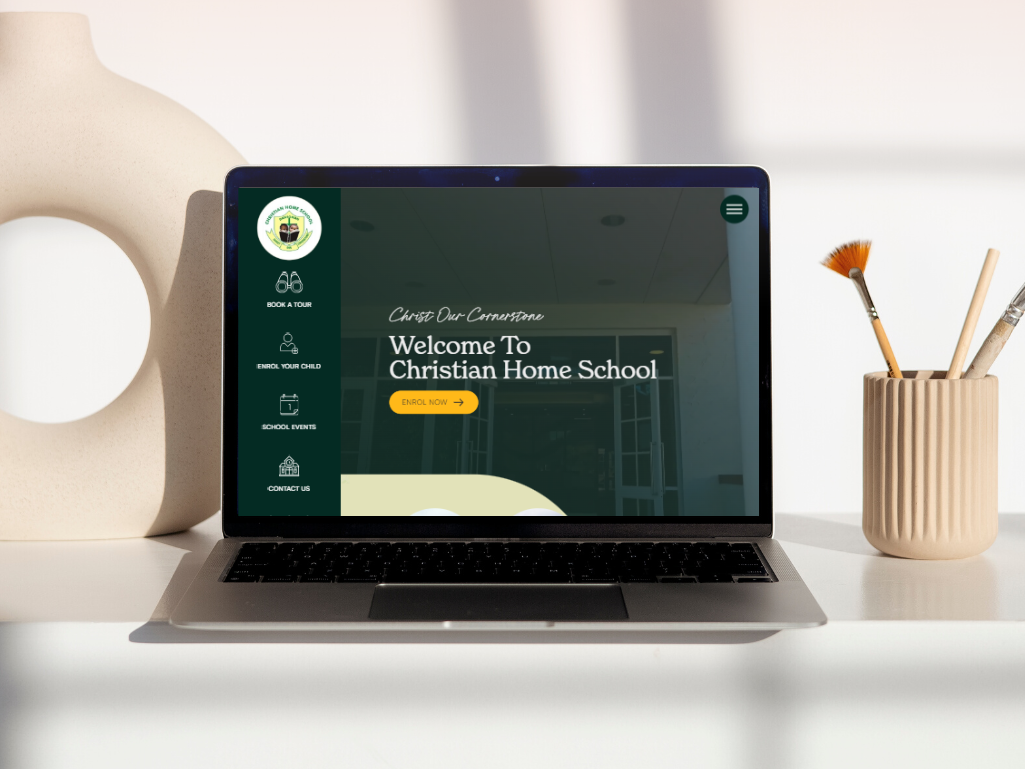 CHRISTIAN HOME SCHOOL
BOOK A TOUR
ENROL YOUR CHILD
1
SCHOOL EVENTS
CONTACT US
Christ Our Cornerstone
Welcome To
Christian Home School
ENROL NOW